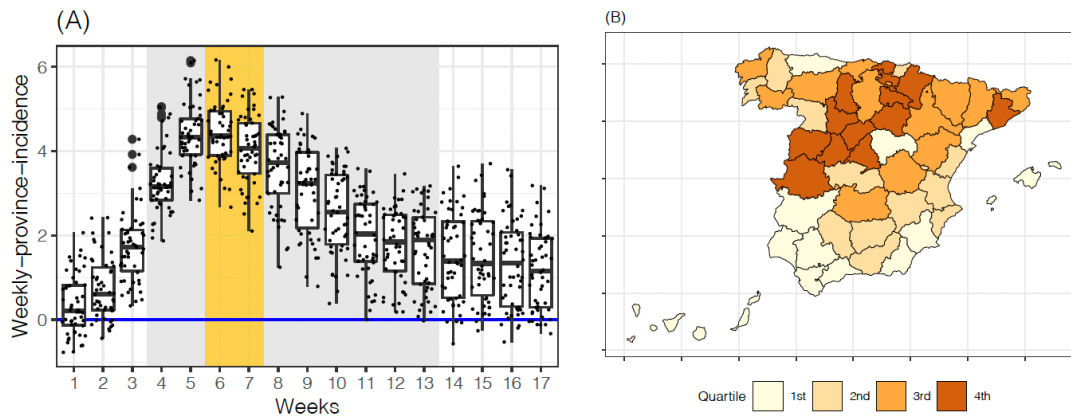 (A)
Weekly−province−incidence
6
4
2
0
1 2 3 4 5 6 7 8 9 10 11 12 13 14 15 16 17
Weeks
(B)
Quartile 1st 2nd 3rd 4th